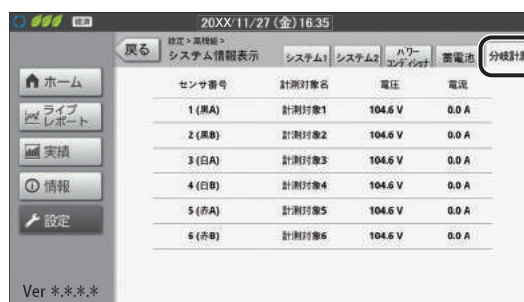 20XX/11/27 (金) 16:35
戻る
設定 > 高機能 >
システム情報表示
システム1
システム2
パワーコンディショナ
蓄電池
分岐計測
ホーム
ライブレポート
実績
情報
設定
センサ番号 計測対象名 電圧 電流
1 (黒A) 計測対象1 104.6 V 0.0 A
2 (黒B) 計測対象2 104.6 V 0.0 A
3 (白A) 計測対象3 104.6 V 0.0 A
4 (白B) 計測対象4 104.6 V 0.0 A
5 (赤A) 計測対象5 104.6 V 0.0 A
6 (赤B) 計測対象6 104.6 V 0.0 A
Ver *.*.*.*